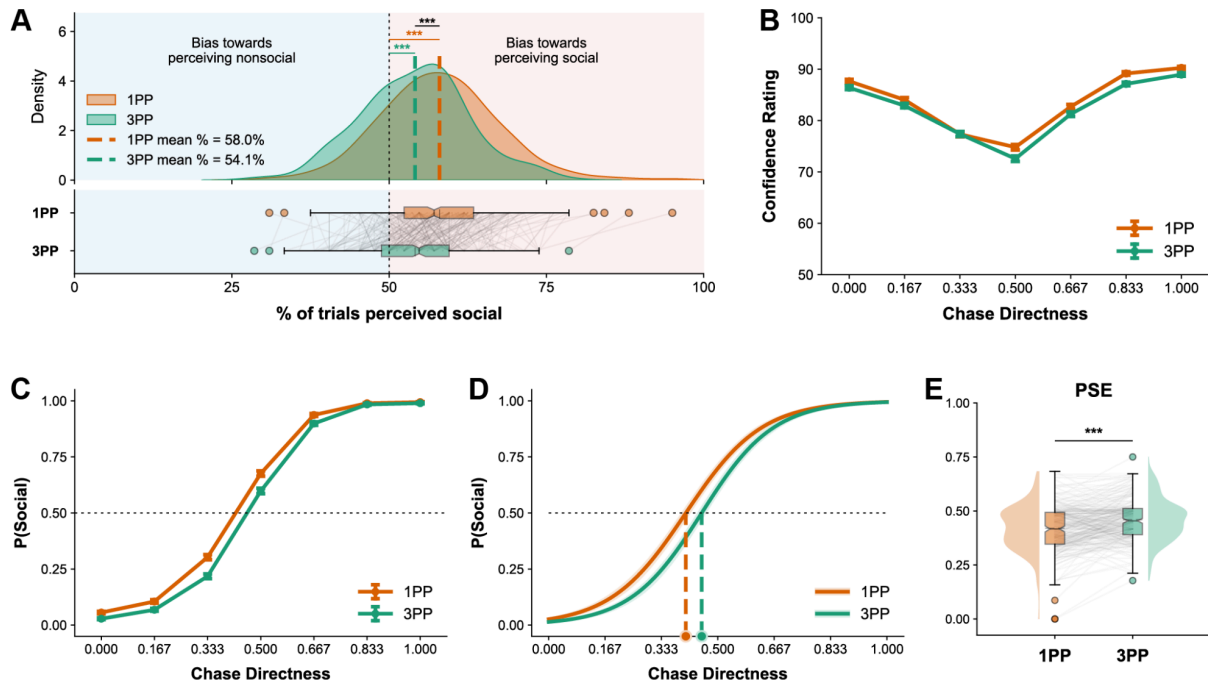 A
Bias towards
perceiving nonsocial
Bias towards
perceiving social
***
***
***
Density
6
4
2
0
1PP
3PP
1PP mean % = 58.0%
3PP mean % = 54.1%
1PP
3PP
0 25 50 75 100
% of trials perceived social
B
Confidence Rating
100
90
80
70
60
50
1PP
3PP
0.000 0.167 0.333 0.500 0.667 0.833 1.000
Chase Directness
C
P(Social)
1.00
0.75
0.50
0.25
0.00
1PP
3PP
0.000 0.167 0.333 0.500 0.667 0.833 1.000
Chase Directness
D
P(Social)
1.00
0.75
0.50
0.25
0.00
1PP
3PP
0.000 0.167 0.333 0.500 0.667 0.833 1.000
Chase Directness
E
PSE
***
1.00
0.75
0.50
0.25
0.00
1PP 3PP